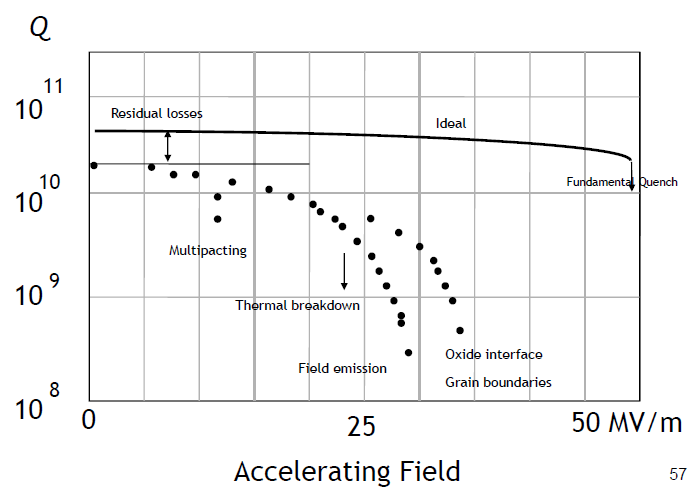 Q
10 11
Residual losses
Ideal
Fundamental Quench
10 10
Multipacting
10 9
Thermal breakdown
Field emission
Oxide interface
Grain boundaries
10 8
0
25
50 MV/m
Accelerating Field
57